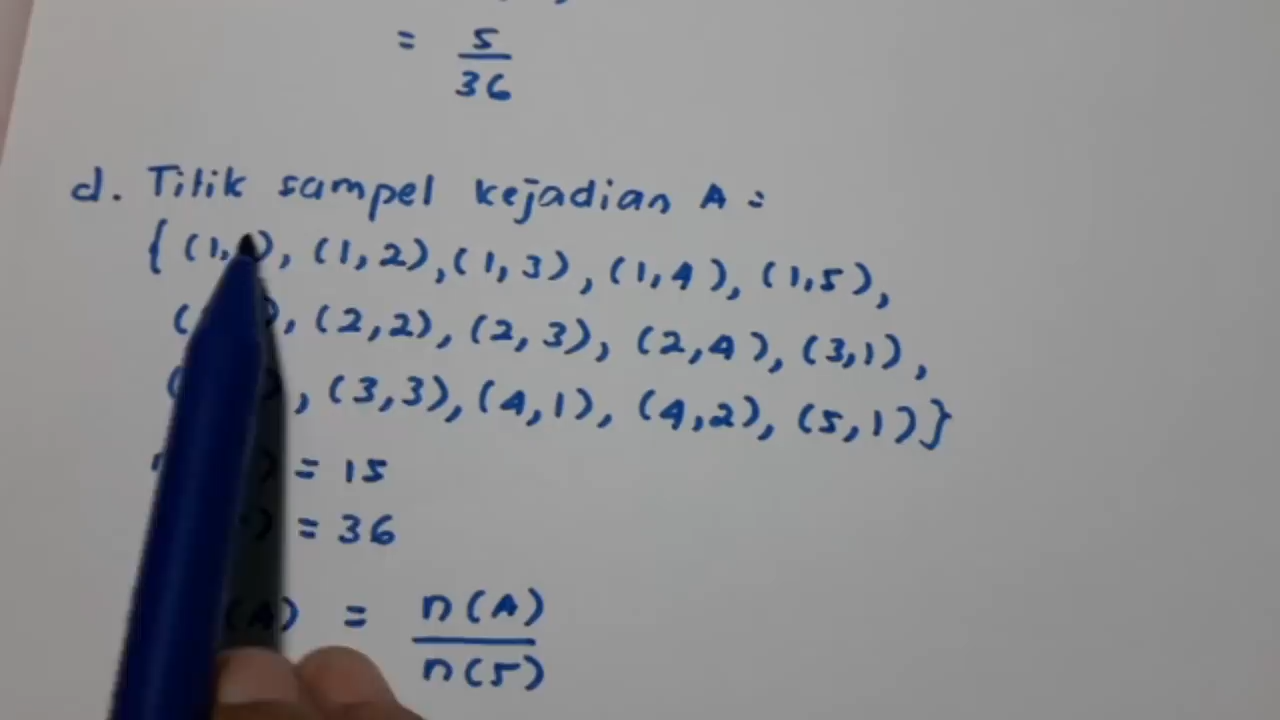 = 5/36
d. Titik sampel kejadian A =
{ (1, ), (1,2), (1,3), (1,4), (1,5),
( ), (2,2), (2,3), (2,4), (3,1),
( ), (3,3), (4,1), (4,2), (5,1)}
) = 15
) = 36
(A) = n(A)/n(S)